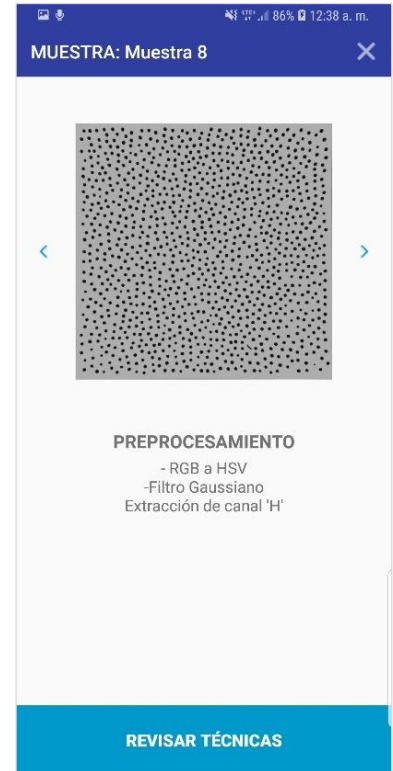 86% 12:38 a. m.
MUESTRA: Muestra 8
PREPROCESAMIENTO
- RGB a HSV
-Filtro Gaussiano
Extracción de canal 'H'
REVISAR TÉCNICAS